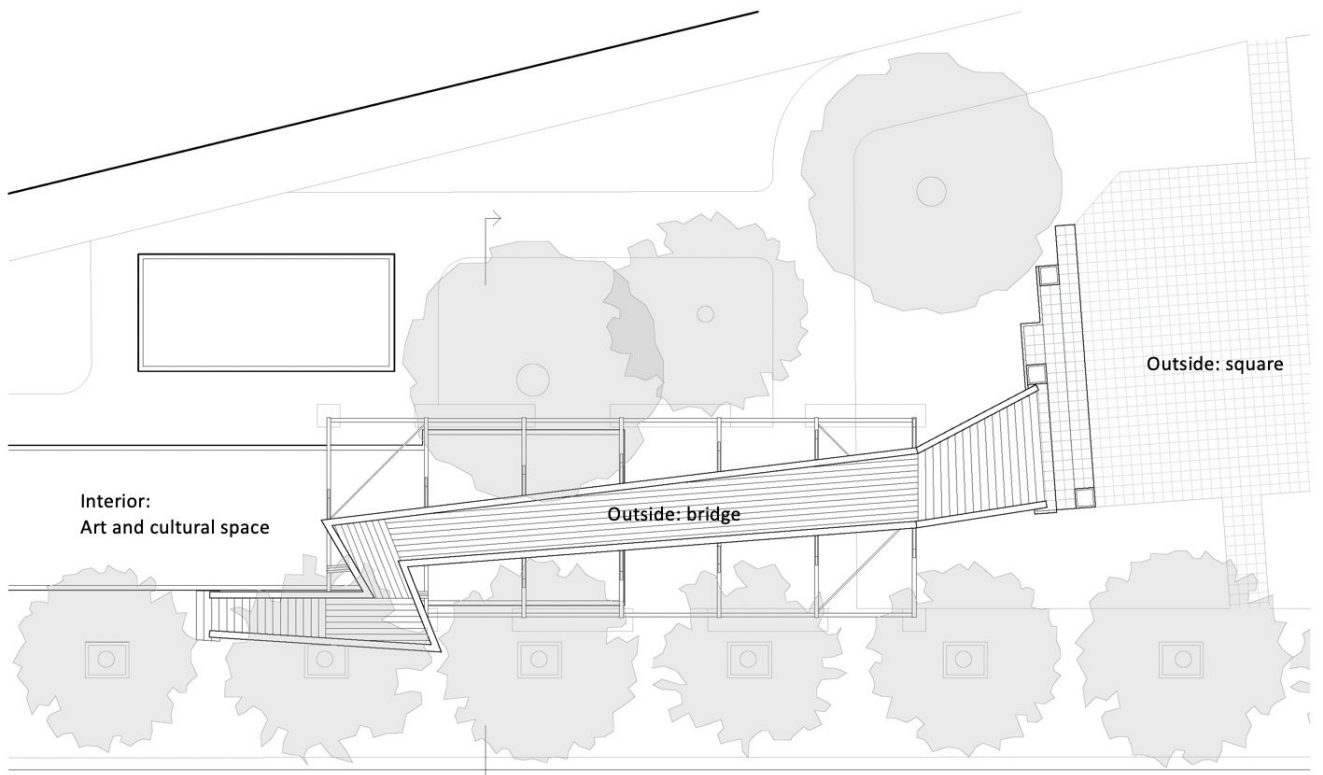 Outside: square
Interior:
Art and cultural space
Outside: bridge